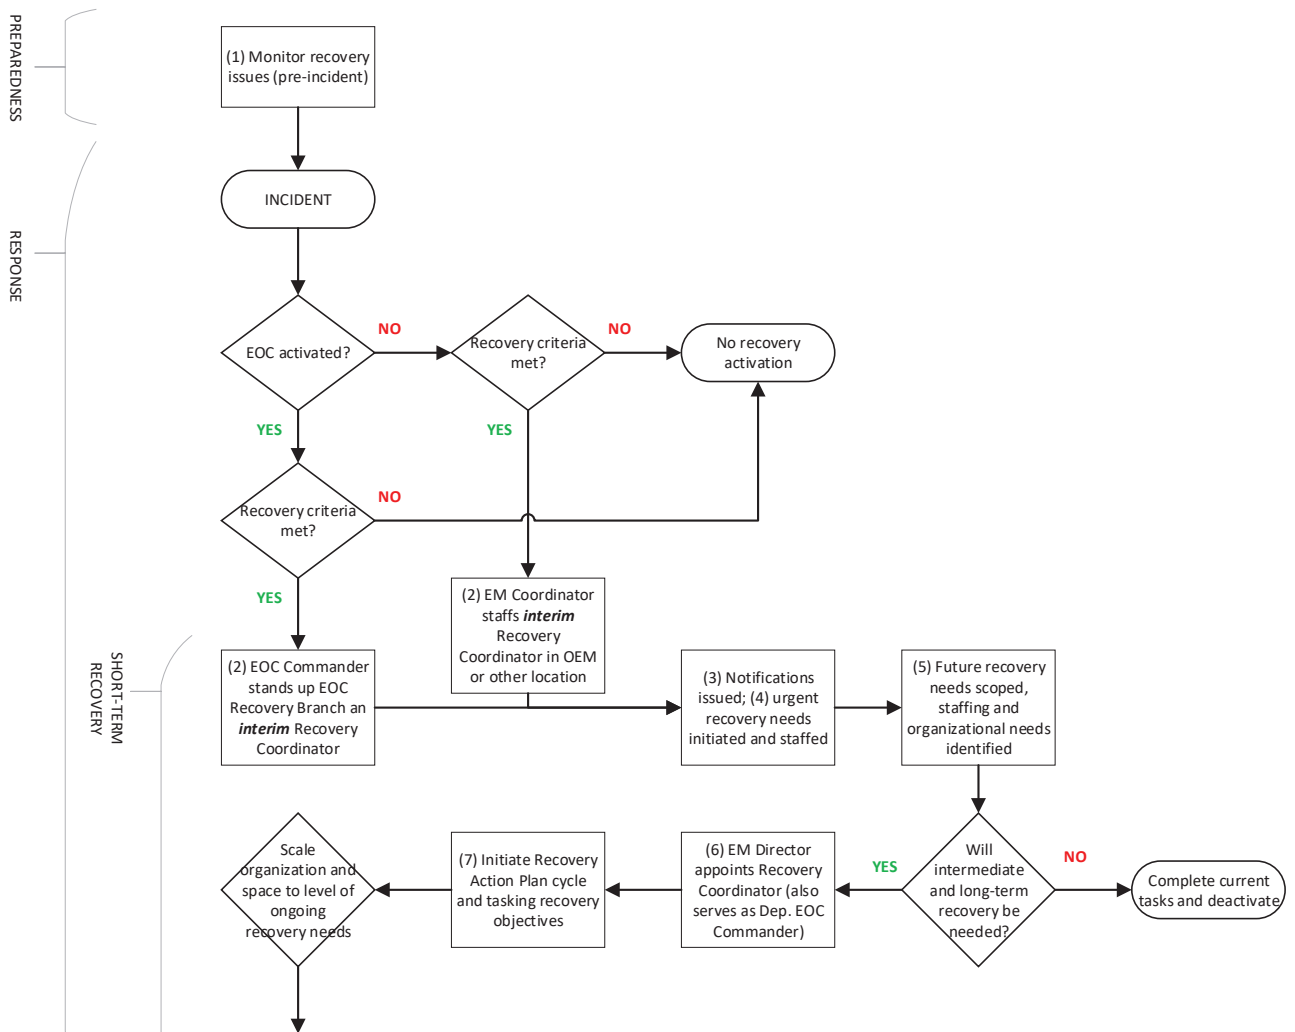 PREPAREDNESS
(1) Monitor recovery
issues (pre-incident)
INCIDENT
RESPONSE
EOC activated?
NO
Recovery criteria
met?
NO
No recovery
activation
YES
YES
Recovery criteria
met?
NO
YES
(2) EM Coordinator
staffs interim
Recovery
Coordinator in OEM
or other location
SHORT-TERM
RECOVERY
(2) EOC Commander
stands up EOC
Recovery Branch an
interim Recovery
Coordinator
(3) Notifications
issued; (4) urgent
recovery needs
initiated and staffed
(5) Future recovery
needs scoped,
staffing and
organizational needs
identified
Scale
organization and
space to level of
ongoing
recovery needs
(7) Initiate Recovery
Action Plan cycle
and tasking recovery
objectives
(6) EM Director
appoints Recovery
Coordinator (also
serves as Dep. EOC
Commander)
YES
Will
intermediate
and long-term
recovery be
needed?
NO
Complete current
tasks and deactivate